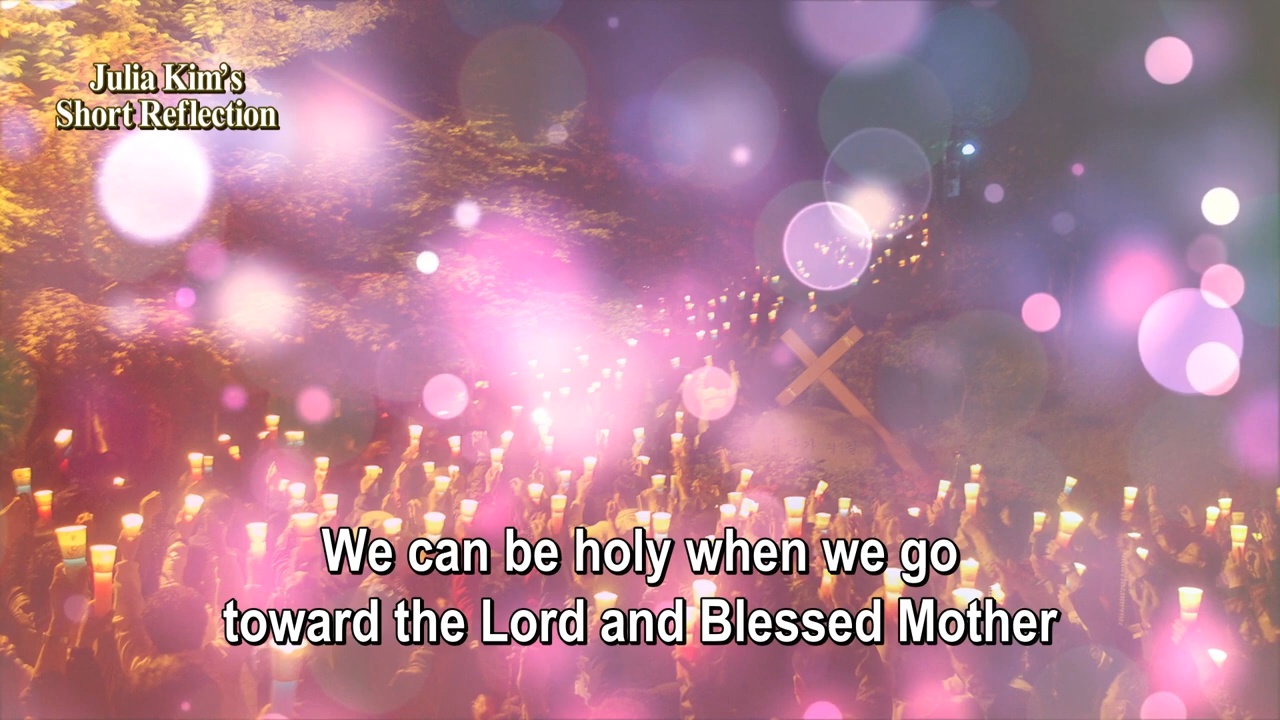 Julia Kim's
Short Reflection
We can be holy when we go
toward the Lord and Blessed Mother